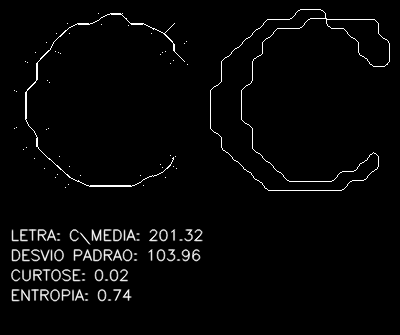 LETRA: C\MEDIA: 201.32
DESVIO PADRAO: 103.96
CURTOSE: 0.02
ENTROPIA: 0.74